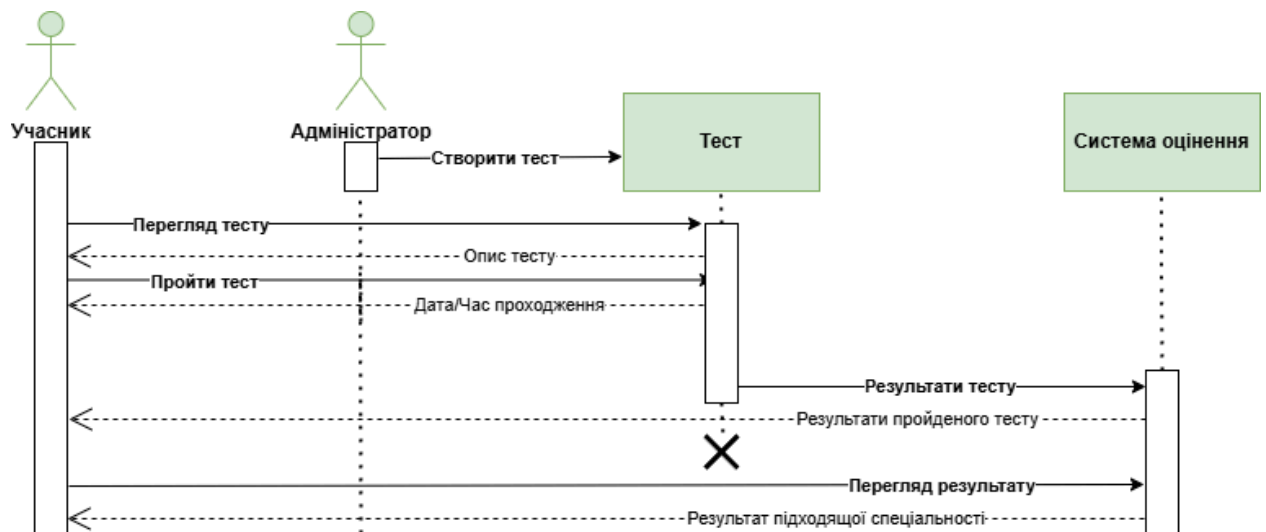 Учасник
Адміністратор
Тест
Система оцінення
Створити тест
Перегляд тесту
Опис тесту
Пройти тест
Дата/Час проходження
Результати тесту
Результати пройденого тесту
Перегляд результату
Результат підходящої спеціальності